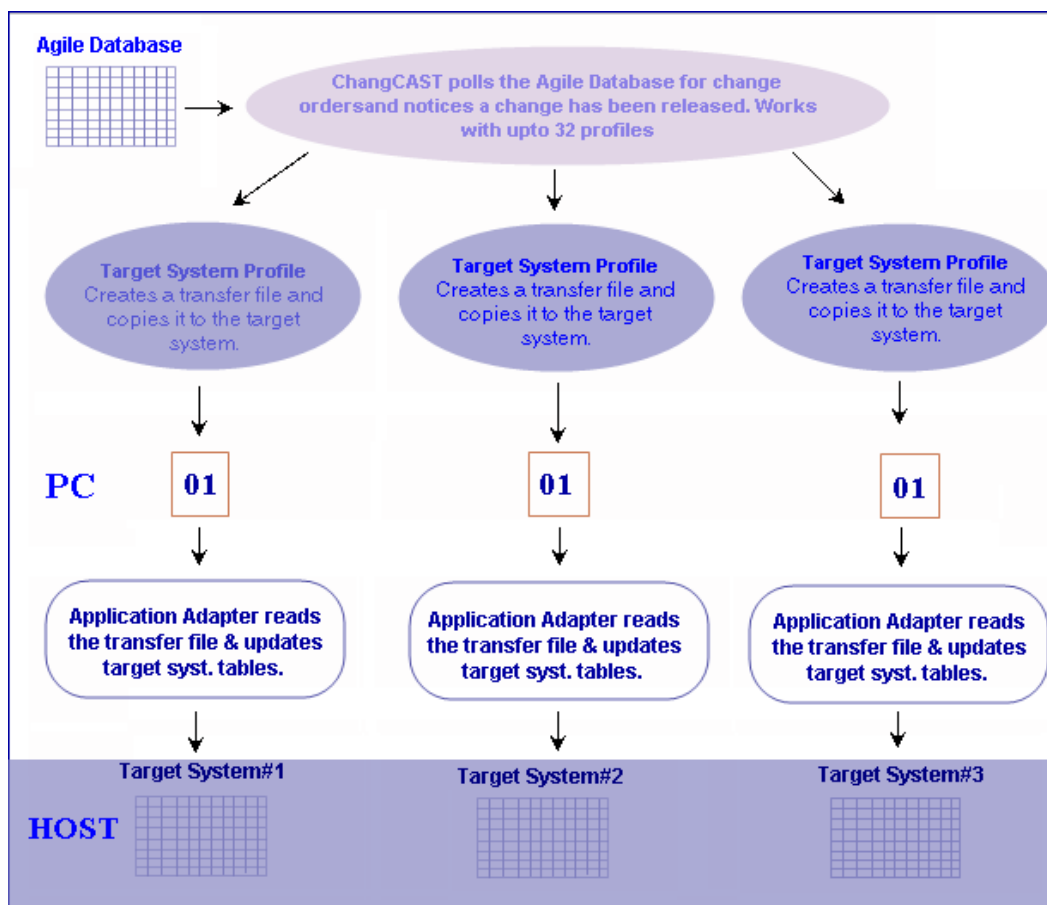 Agile Database
ChangCAST polls the Agile Database for change
ordersand notices a change has been released. Works
with upto 32 profiles
Target System Profile
Creates a transfer file and
copies it to the target
system.
Target System Profile
Creates a transfer file and
copies it to the target
system.
Target System Profile
Creates a transfer file and
copies it to the target
system.
PC
01
01
01
Application Adapter reads
the transfer file & updates
target syst. tables.
Application Adapter reads
the transfer file & updates
target syst. tables.
Application Adapter reads
the transfer file & updates
target syst. tables.
Target System#1
Target System#2
Target System#3
HOST